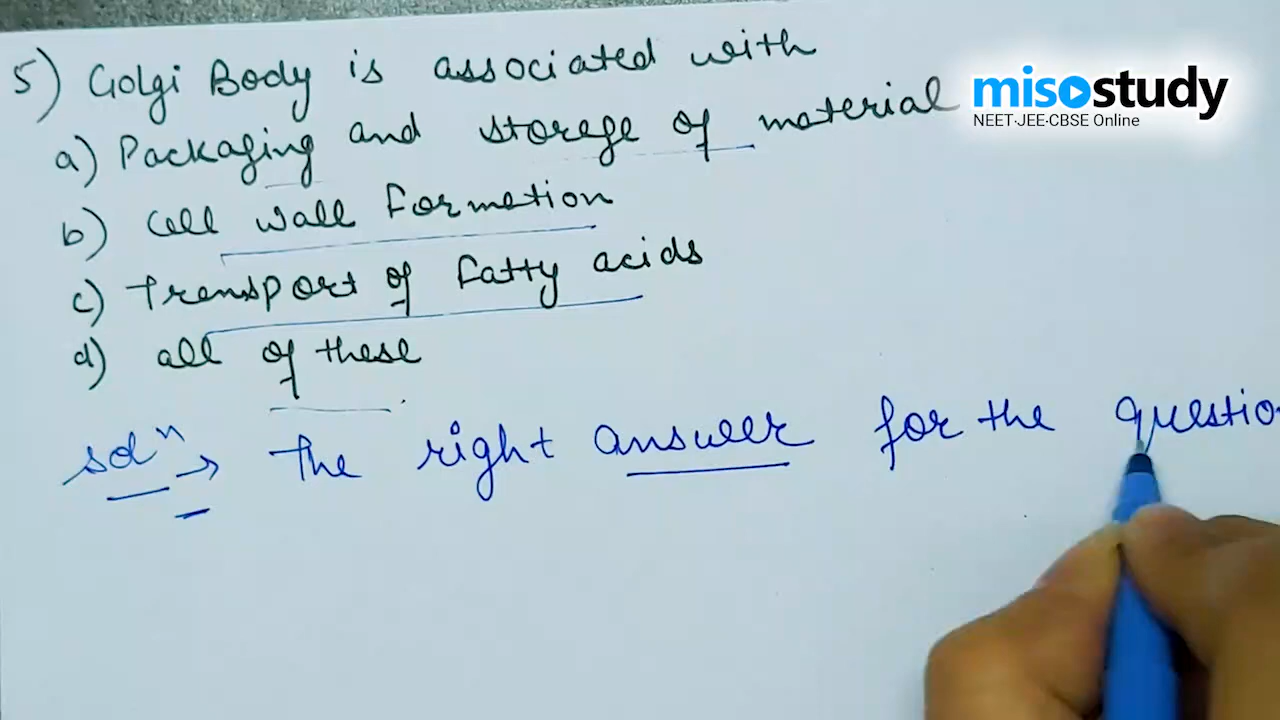 5) Golgi Body is associated with
a) Packaging and storage of material
b) Cell wall formation
c) Transport of fatty acids
d) all of these
solⁿ → The right answer for the questio
misostudy
NEET-JEE-CBSE Online